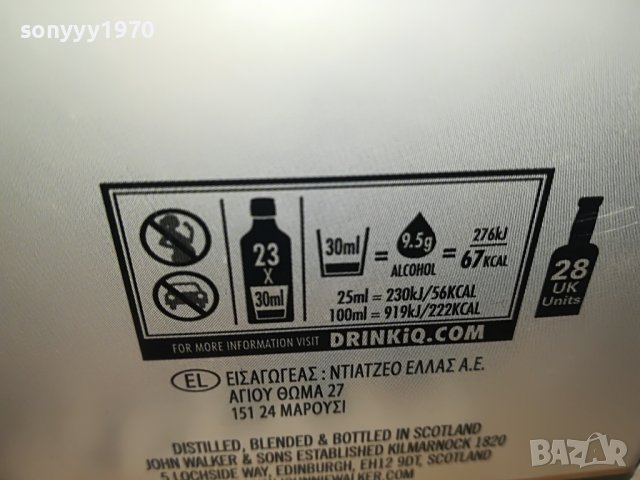 sonyyy1970
23
X
30ml
30ml = 9.5g = 276kJ
ALCOHOL 67KCAL
25ml = 230kJ/56KCAL
100ml = 919kJ/222KCAL
28
UK
Units
FOR MORE INFORMATION VISIT DRINKiQ.COM
EL ΕΙΣΑΓΩΓΕΑΣ : ΝΤΙΑΤΖΕΟ ΕΛΛΑΣ Α.Ε.
ΑΓΙΟΥ ΘΩΜΑ 27
151 24 ΜΑΡΟΥΣΙ
DISTILLED, BLENDED & BOTTLED IN SCOTLAND
JOHN WALKER & SONS ESTABLISHED KILMARNOCK 1820
5 LOCHSIDE WAY, EDINBURGH, EH12 9DT, SCOTLAND
BAZAR